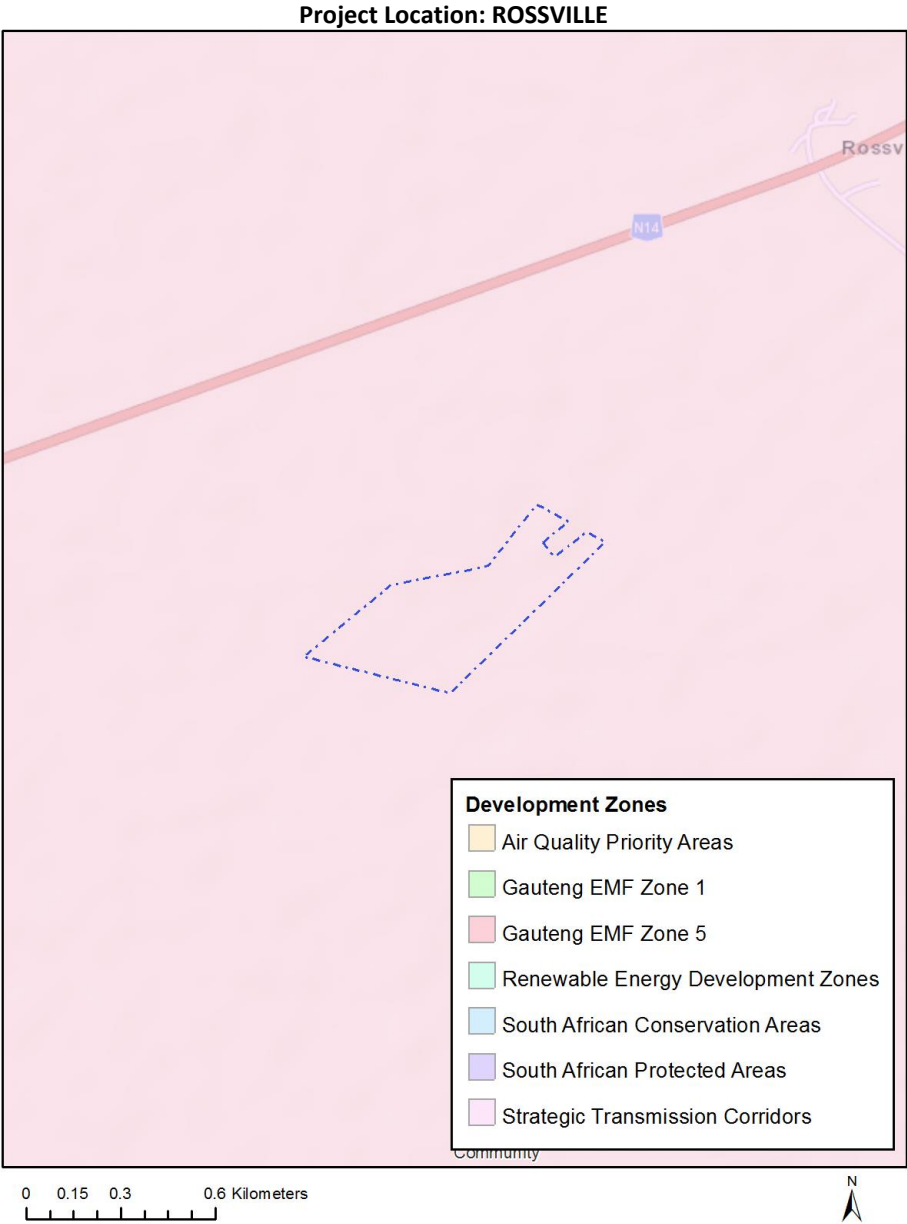 Project Location: ROSSVILLE
Rossv
N14
Development Zones
Air Quality Priority Areas
Gauteng EMF Zone 1
Gauteng EMF Zone 5
Renewable Energy Development Zones
South African Conservation Areas
South African Protected Areas
Strategic Transmission Corridors
Community
0 0.15 0.3 0.6 Kilometers
N